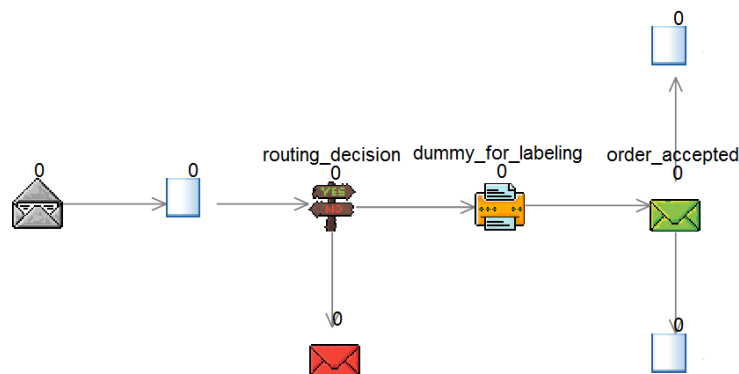 0
routing_decision
dummy_for_labeling
order_accepted
0
0
0
0
0
YES
NO
0
0